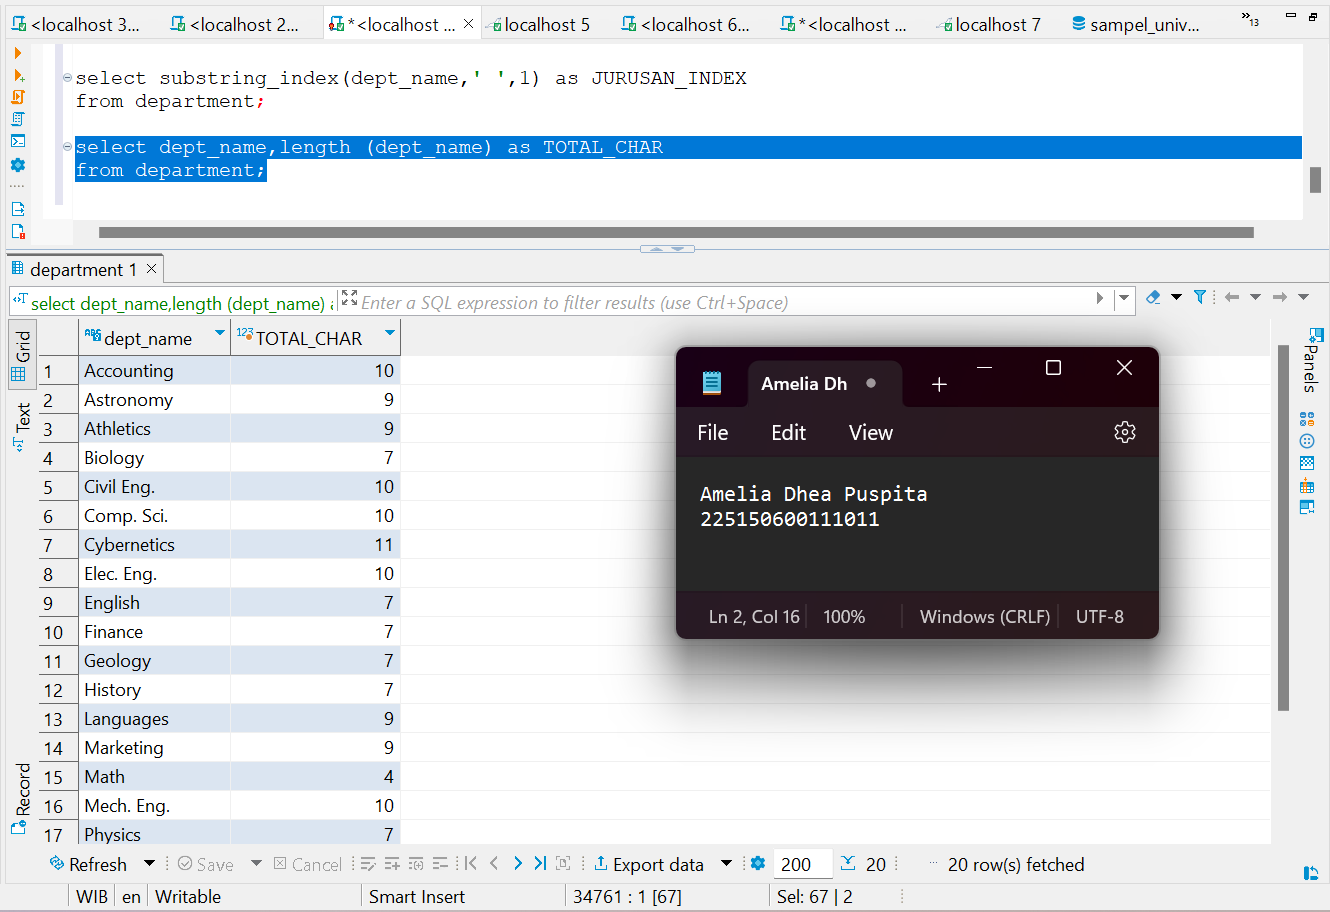 <localhost 3...
<localhost 2...
*<localhost ...
localhost 5
<localhost 6...
*<localhost ...
localhost 7
sampel_univ...
»13
select substring_index(dept_name,' ',1) as JURUSAN_INDEX
from department;
select dept_name,length (dept_name) as TOTAL_CHAR
from department;
department 1
select dept_name,length (dept_name) a
Enter a SQL expression to filter results (use Ctrl+Space)
Grid
Text
Record
Panels
dept_name 123 TOTAL_CHAR
1 Accounting 10
2 Astronomy 9
3 Athletics 9
4 Biology 7
5 Civil Eng. 10
6 Comp. Sci. 10
7 Cybernetics 11
8 Elec. Eng. 10
9 English 7
10 Finance 7
11 Geology 7
12 History 7
13 Languages 9
14 Marketing 9
15 Math 4
16 Mech. Eng. 10
17 Physics 7
Amelia Dh
File Edit View
Amelia Dhea Puspita
225150600111011
Ln 2, Col 16 100% Windows (CRLF) UTF-8
Refresh Save Cancel Export data 200 20 ... 20 row(s) fetched
WIB en Writable Smart Insert 34761 : 1 [67] Sel: 67 | 2